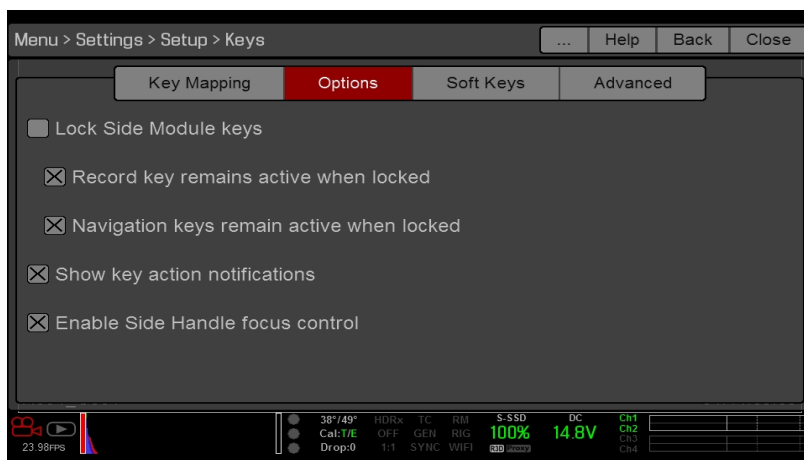 Menu > Settings > Setup > Keys ... Help Back Close
Key Mapping Options Soft Keys Advanced
Lock Side Module keys
Record key remains active when locked
Navigation keys remain active when locked
Show key action notifications
Enable Side Handle focus control
38°/49° HDRx TC RM S-SSD DC Ch1
Cal:T/E OFF GEN RIG 100% 14.8V Ch2
Ch3
23.98FPS Drop:0 1:1 SYNC WIFI R3D Proxy Ch4